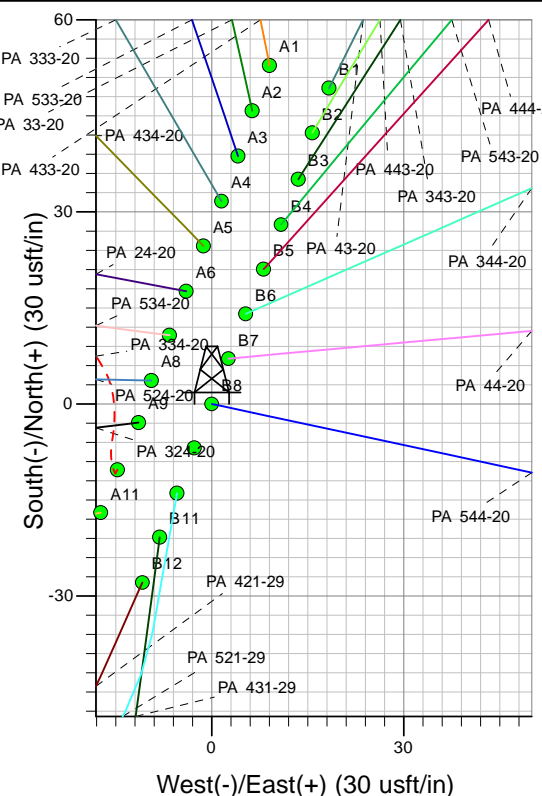 60
A1
PA 333-20
B1
A2
PA 533-20
PA 444-
B2
A3
PA 33-20
PA 434-20
PA 543-20
B3
PA 433-20
PA 443-20
A4
PA 343-20
30
B4
A5
B5
PA 43-20
PA 24-20
PA 344-20
A6
B6
PA 534-20
B7
PA 334-20
A8
B8
PA 44-20
PA 524-20
A9
0
PA 324-20
A11
PA 544-20
B11
B12
PA 421-29
-30
PA 521-29
PA 431-29
0
30
South(-)/North(+) (30 usft/in)
West(-)/East(+) (30 usft/in)